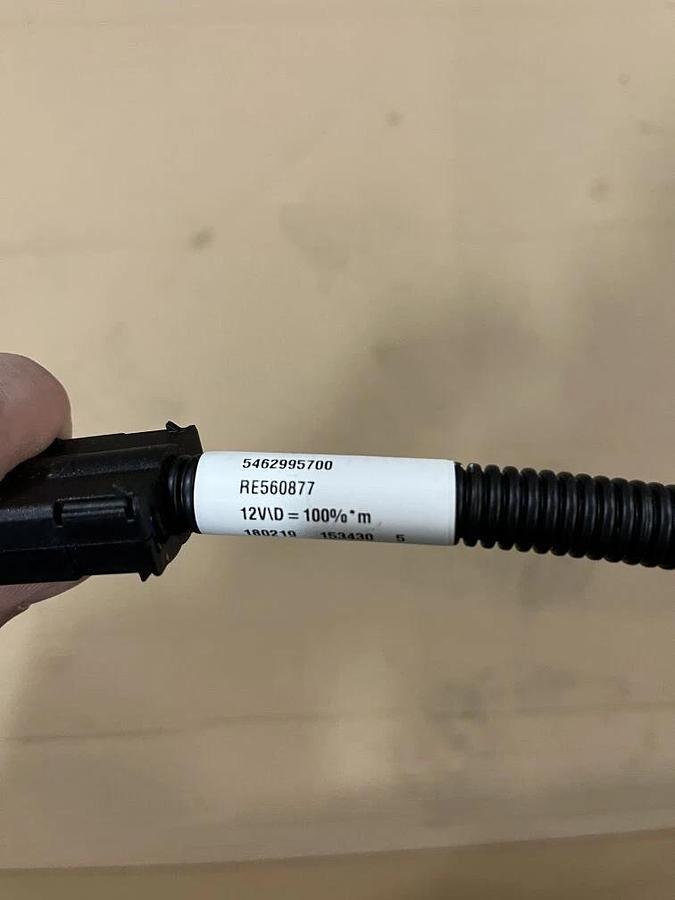 5462995700
RE560877
12V\D = 100%*m
180219 153430 5